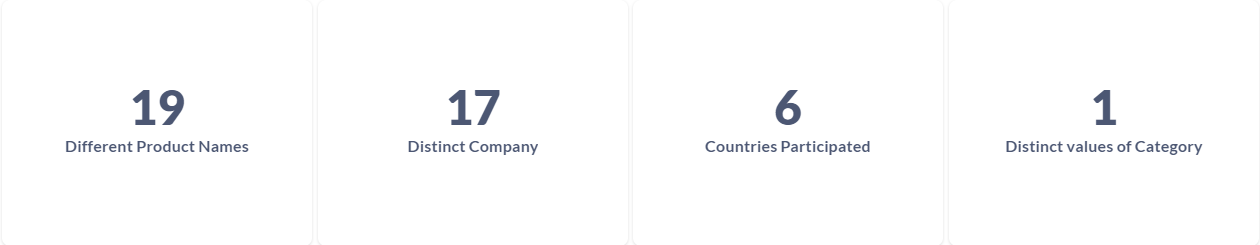 19
Different Product Names
17
Distinct Company
6
Countries Participated
1
Distinct values of Category